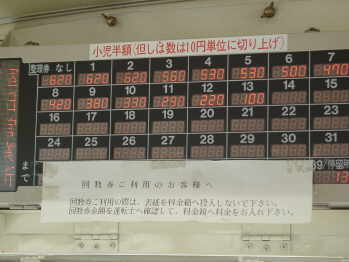 小児半額(但しは数は10円単位に切り上げ)
整理券 なし 1 2 3 4 5 6 7
620 620 620 560 530 530 500 470
8 9 10 11 12 13 14 15
420 380 330 290 220 100
16 17 18 19 20 21 22 23
24 25 26 27 28 29 30 31
まで
回数券ご利用のお客様へ
回数券ご利用の際は、表紙を料金箱へ投入しないで下さい。
回数券金額を運転士へ確認して、料金箱へ料金をお入れ下さい。